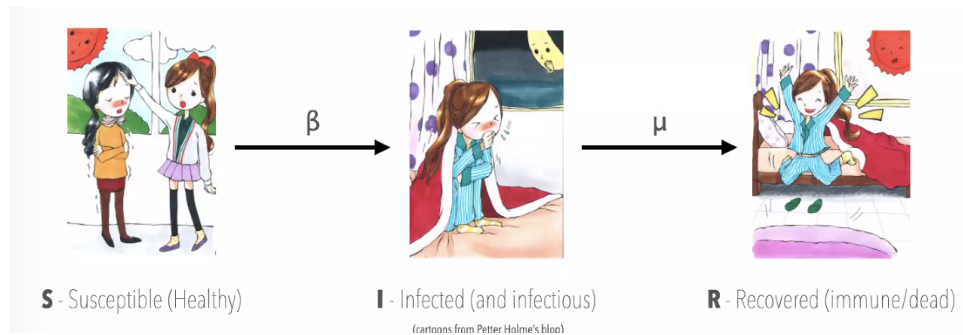 β
μ
S - Susceptible (Healthy)
I - Infected (and infectious)
R - Recovered (immune/dead)
(cartoons from Petter Holme's blog)